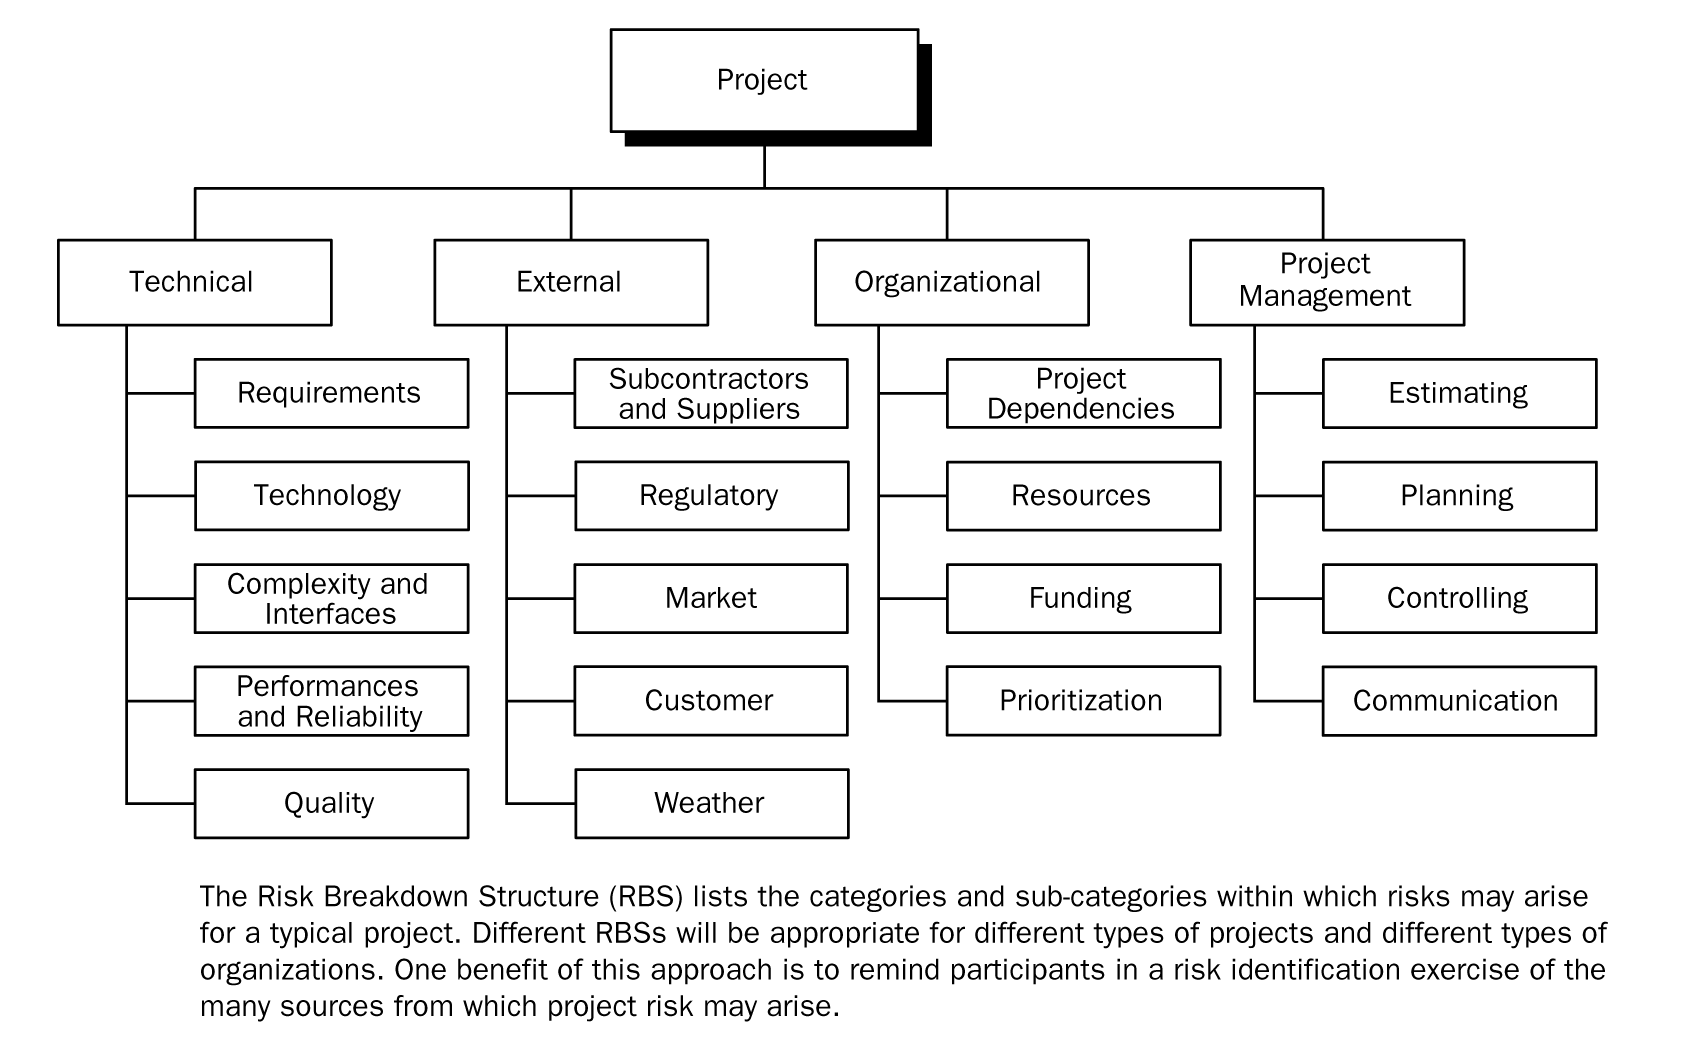 Project
Technical
External
Organizational
Project
Management
Requirements
Technology
Complexity and
Interfaces
Performances
and Reliability
Quality
Subcontractors
and Suppliers
Regulatory
Market
Customer
Weather
Project
Dependencies
Resources
Funding
Prioritization
Estimating
Planning
Controlling
Communication
The Risk Breakdown Structure (RBS) lists the categories and sub-categories within which risks may arise
for a typical project. Different RBSs will be appropriate for different types of projects and different types of
organizations. One benefit of this approach is to remind participants in a risk identification exercise of the
many sources from which project risk may arise.